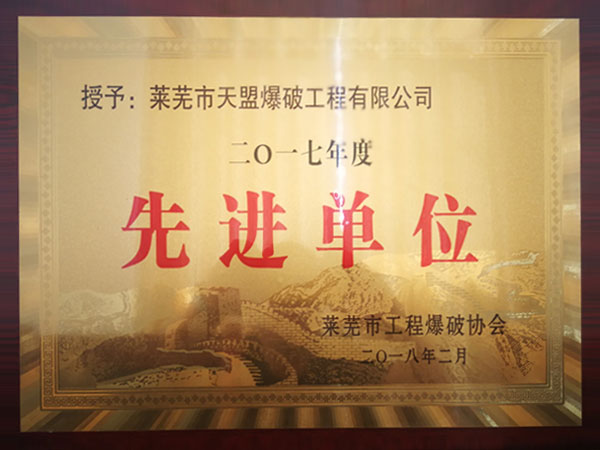 授予：莱芜市天盟爆破工程有限公司
二O一七年度
先进单位
莱芜市工程爆破协会
二O一八年二月